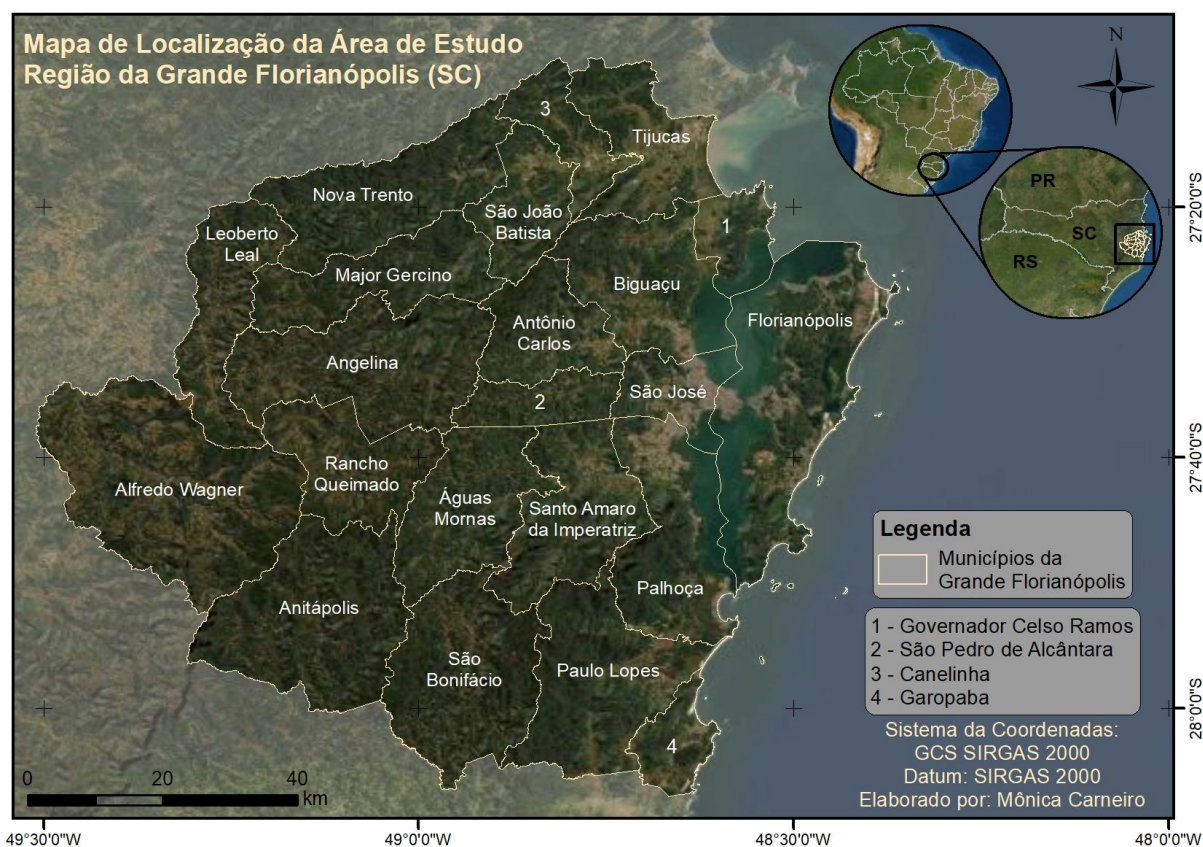 Mapa de Localização da Área de Estudo
Região da Grande Florianópolis (SC)
N
PR
SC
RS
3
Tijucas
Nova Trento
São João
Batista
1
Leoberto
Leal
Major Gercino
Biguaçu
Florianópolis
Antônio
Carlos
Angelina
São José
2
Rancho
Queimado
Alfredo Wagner
Águas
Mornas
Santo Amaro
da Imperatriz
Palhoça
Anitápolis
São
Bonifácio
Paulo Lopes
4
Legenda
Municípios da
Grande Florianópolis
1 - Governador Celso Ramos
2 - São Pedro de Alcântara
3 - Canelinha
4 - Garopaba
Sistema da Coordenadas:
GCS SIRGAS 2000
Datum: SIRGAS 2000
Elaborado por: Mônica Carneiro
0 20 40
km
27°20'0"S
27°40'0"S
28°0'0"S
49°30'0"W 49°0'0"W 48°30'0"W 48°0'0"W